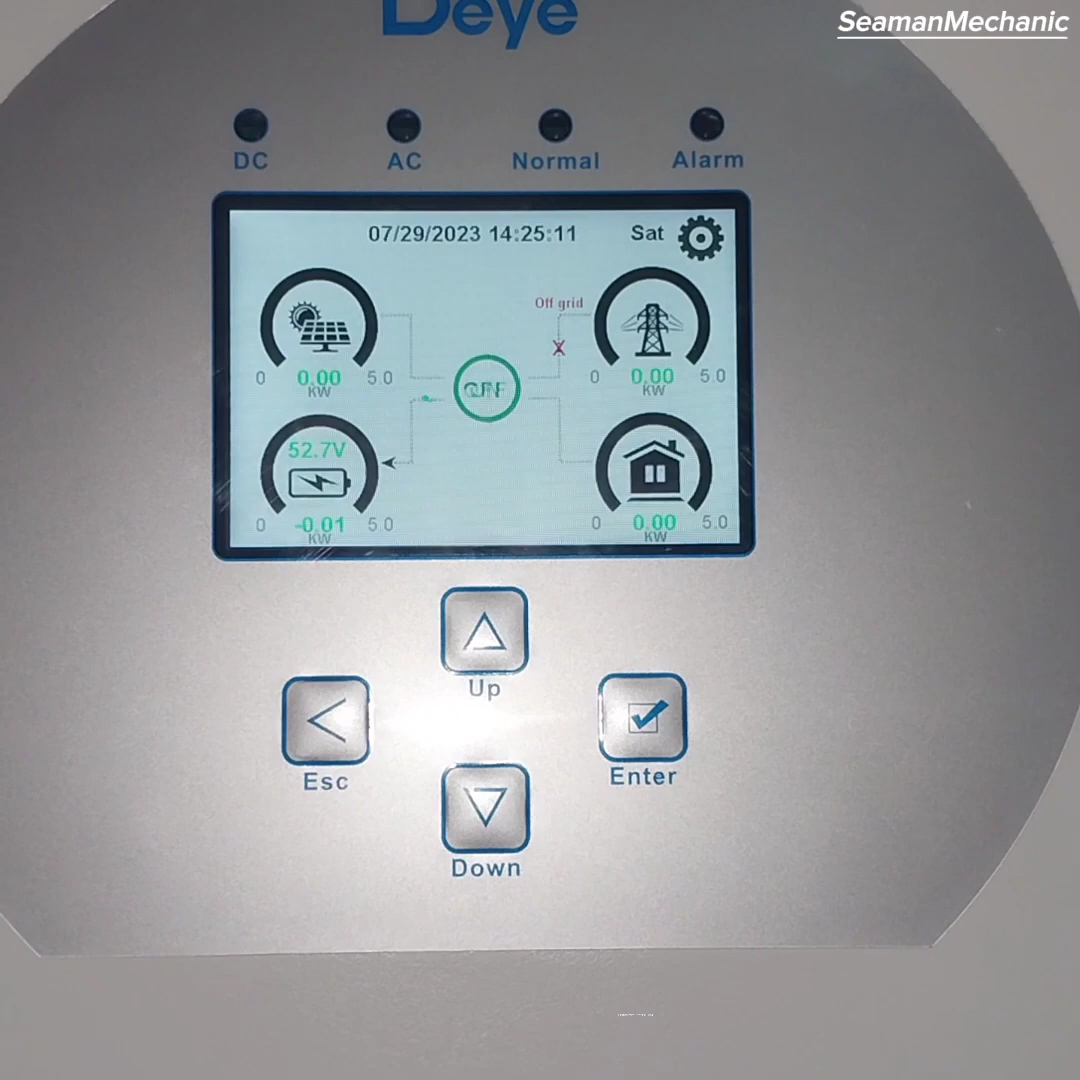 SeamanMechanic
Deye
DC AC Normal Alarm
07/29/2023 14:25:11 Sat
Off grid
0 0.00 5.0
KW
0 0.00 5.0
KW
52.7V
0 -0.01 5.0
KW
0 0.00 5.0
KW
Up
Esc
Enter
Down